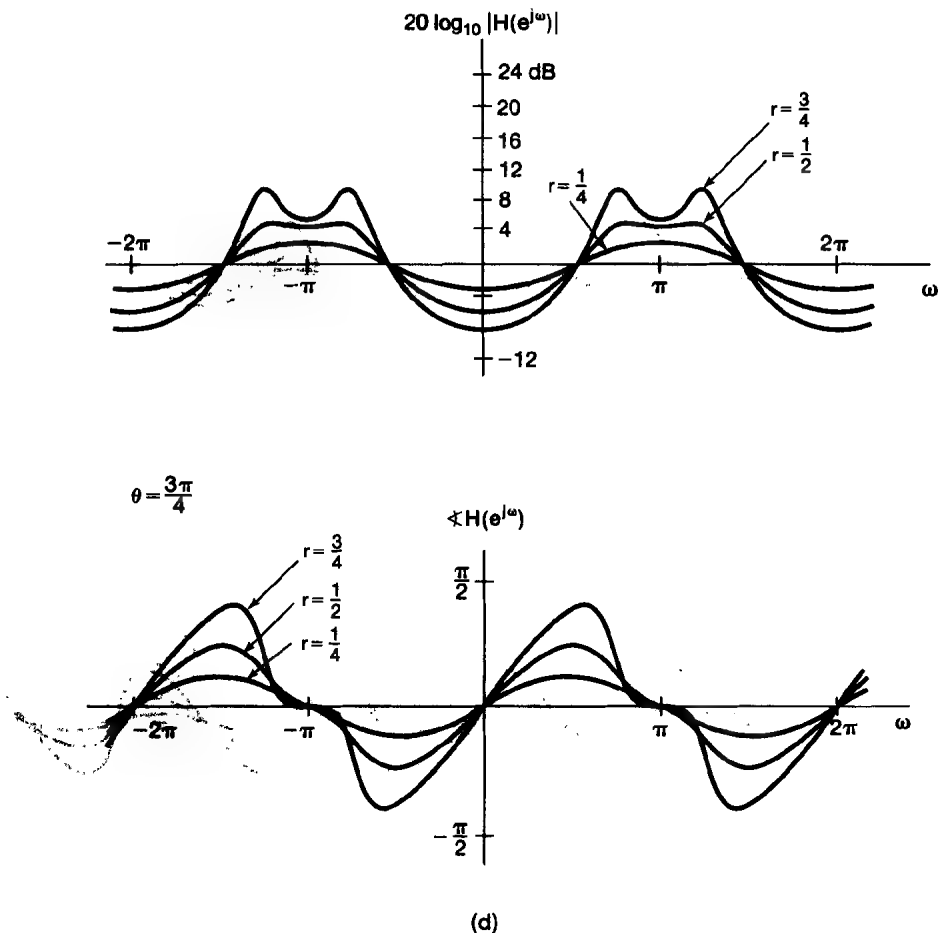 20 log₁₀ |H(e^{jω})|
24 dB
20
16
12
8
4
r = 3/4
r = 1/2
r = 1/4
−2π
−π
π
2π
ω
−12
θ = 3π/4
∢H(e^{jω})
π/2
r = 3/4
r = 1/2
r = 1/4
−2π
−π
π
2π
ω
−π/2
(d)